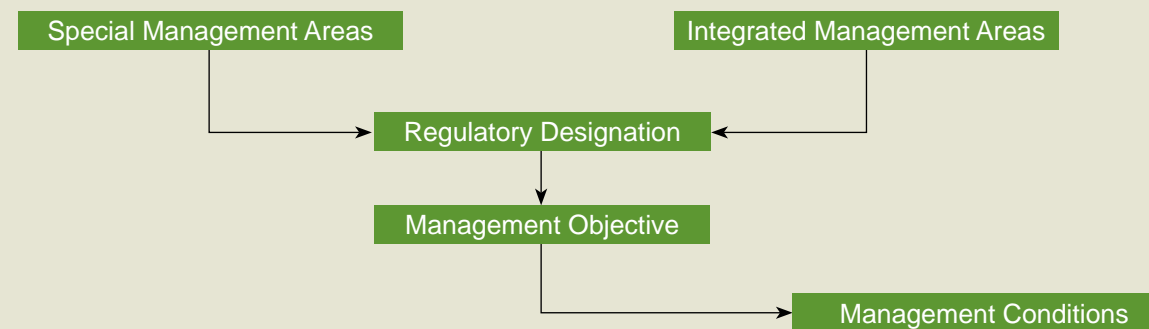 Special Management Areas
Integrated Management Areas
Regulatory Designation
Management Objective
Management Conditions